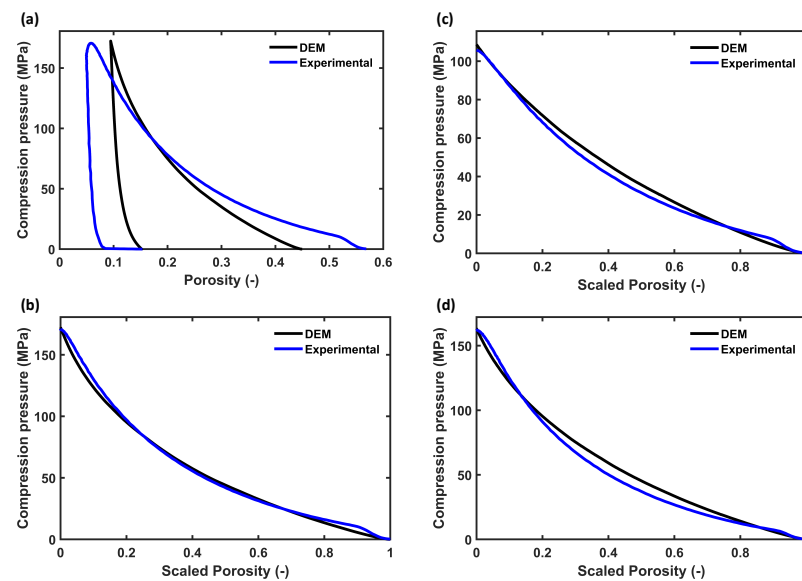 (a)
DEM
Experimental
Compression pressure (MPa)
150
100
50
0
0 0.1 0.2 0.3 0.4 0.5 0.6
Porosity (-)
(c)
DEM
Experimental
Compression pressure (MPa)
100
80
60
40
20
0
0 0.2 0.4 0.6 0.8
Scaled Porosity (-)
(b)
DEM
Experimental
Compression pressure (MPa)
150
100
50
0
0 0.2 0.4 0.6 0.8 1
Scaled Porosity (-)
(d)
DEM
Experimental
Compression pressure (MPa)
150
100
50
0
0 0.2 0.4 0.6 0.8
Scaled Porosity (-)